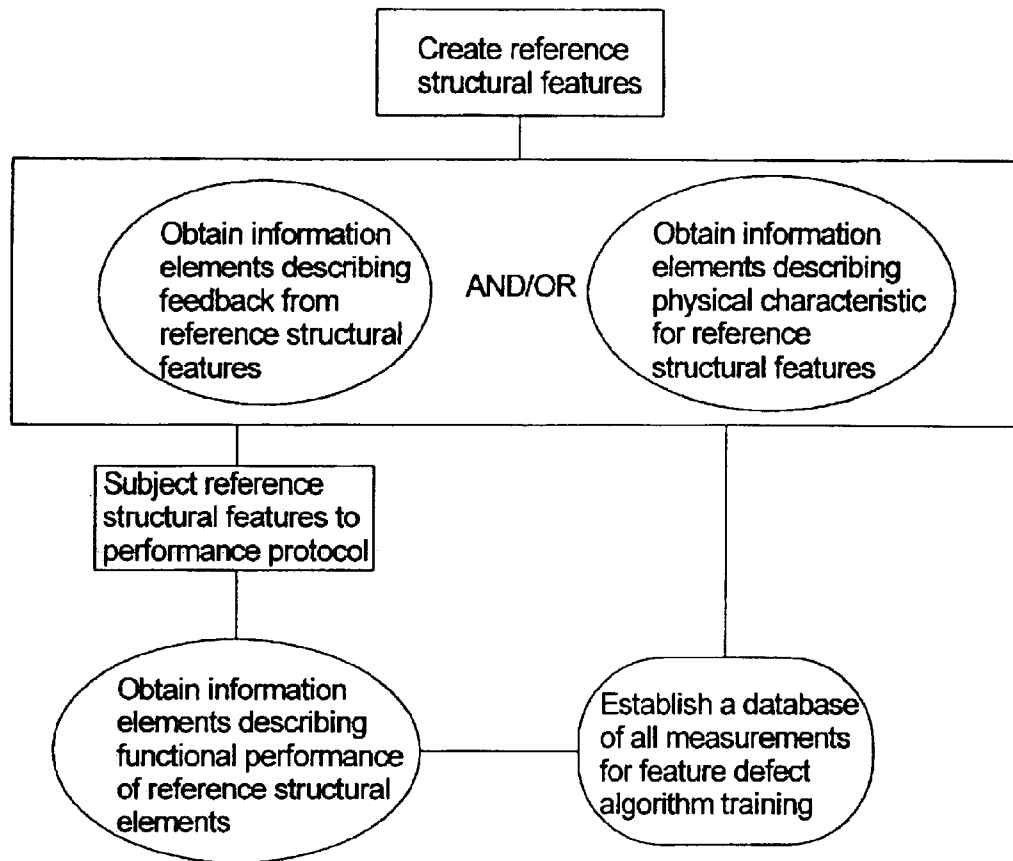 Create reference
structural features
Obtain information
elements describing
feedback from
reference structural
features
AND/OR
Obtain information
elements describing
physical characteristic
for reference
structural features
Subject reference
structural features to
performance protocol
Obtain information
elements describing
functional performance
of reference structural
elements
Establish a database
of all measurements
for feature defect
algorithm training